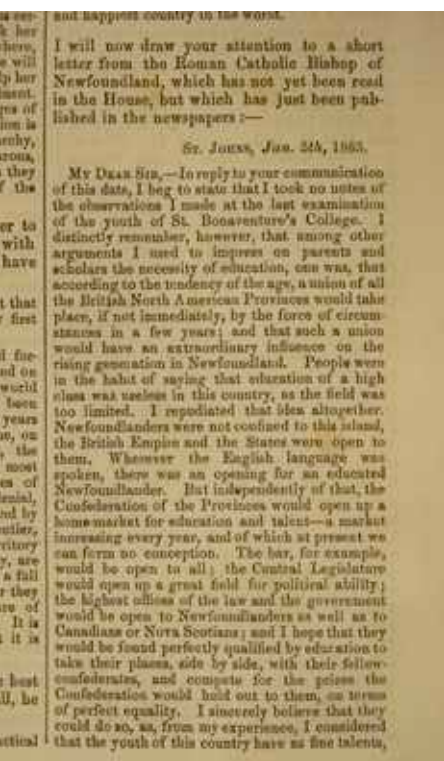 and happiest country in the world.
I will now draw your attention to a short
letter from the Roman Catholic Bishop of
Newfoundland, which has not yet been read
in the House, but which has just been pub-
lished in the newspapers :—
St. Johns, Jan. 5th, 1865.
My Dear Sir,—In reply to your communication
of this date, I beg to state that I took no notes of
the observations I made at the last examination
of the youth of St. Bonaventure's College. I
distinctly remember, however, that among other
arguments I used to impress on parents and
scholars the necessity of education, one was, that
according to the tendency of the age, a union of all
the British North American Provinces would take
place, if not immediately, by the force of circum-
stances in a few years; and that such a union
would have an extraordinary influence on the
rising generation in Newfoundland. People were
in the habit of saying that education of a high
class was useless in this country, as the field was
too limited. I repudiated that idea altogether.
Newfoundlanders were not confined to this island,
the British Empire and the States were open to
them. Wherever the English language was
spoken, there was an opening for an educated
Newfoundlander. But independently of that, the
Confederation of the Provinces would open up a
home market for education and talent—a market
increasing every year, and of which at present we
can form no conception. The bar, for example,
would be open to all; the Central Legislature
would open up a great field for political ability;
the highest offices of the law and the government
would be open to Newfoundlanders as well as to
Canadians or Nova Scotians; and I hope that they
would be found perfectly qualified by education to
take their places, side by side, with their fellow-
confederates, and compete for the prizes the
Confederation would hold out to them, on terms
of perfect equality. I sincerely believe that they
could do so, as, from my experience, I considered
that the youth of this country have as fine talents,